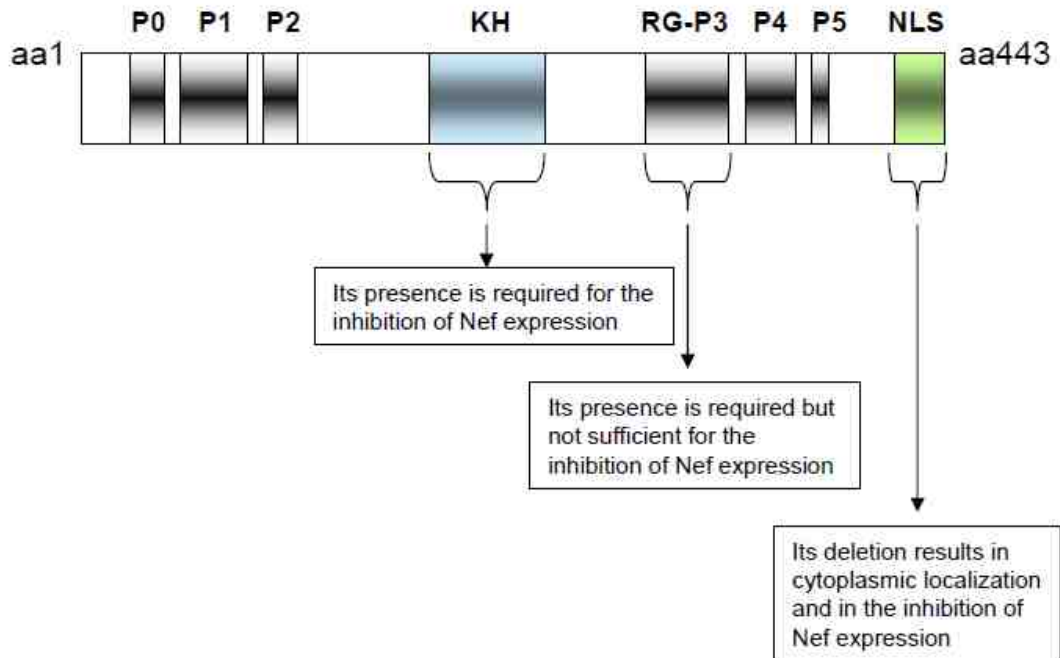 P0 P1 P2 KH RG-P3 P4 P5 NLS
aa1 aa443
Its presence is required for the
inhibition of Nef expression
Its presence is required but
not sufficient for the
inhibition of Nef expression
Its deletion results in
cytoplasmic localization
and in the inhibition of
Nef expression